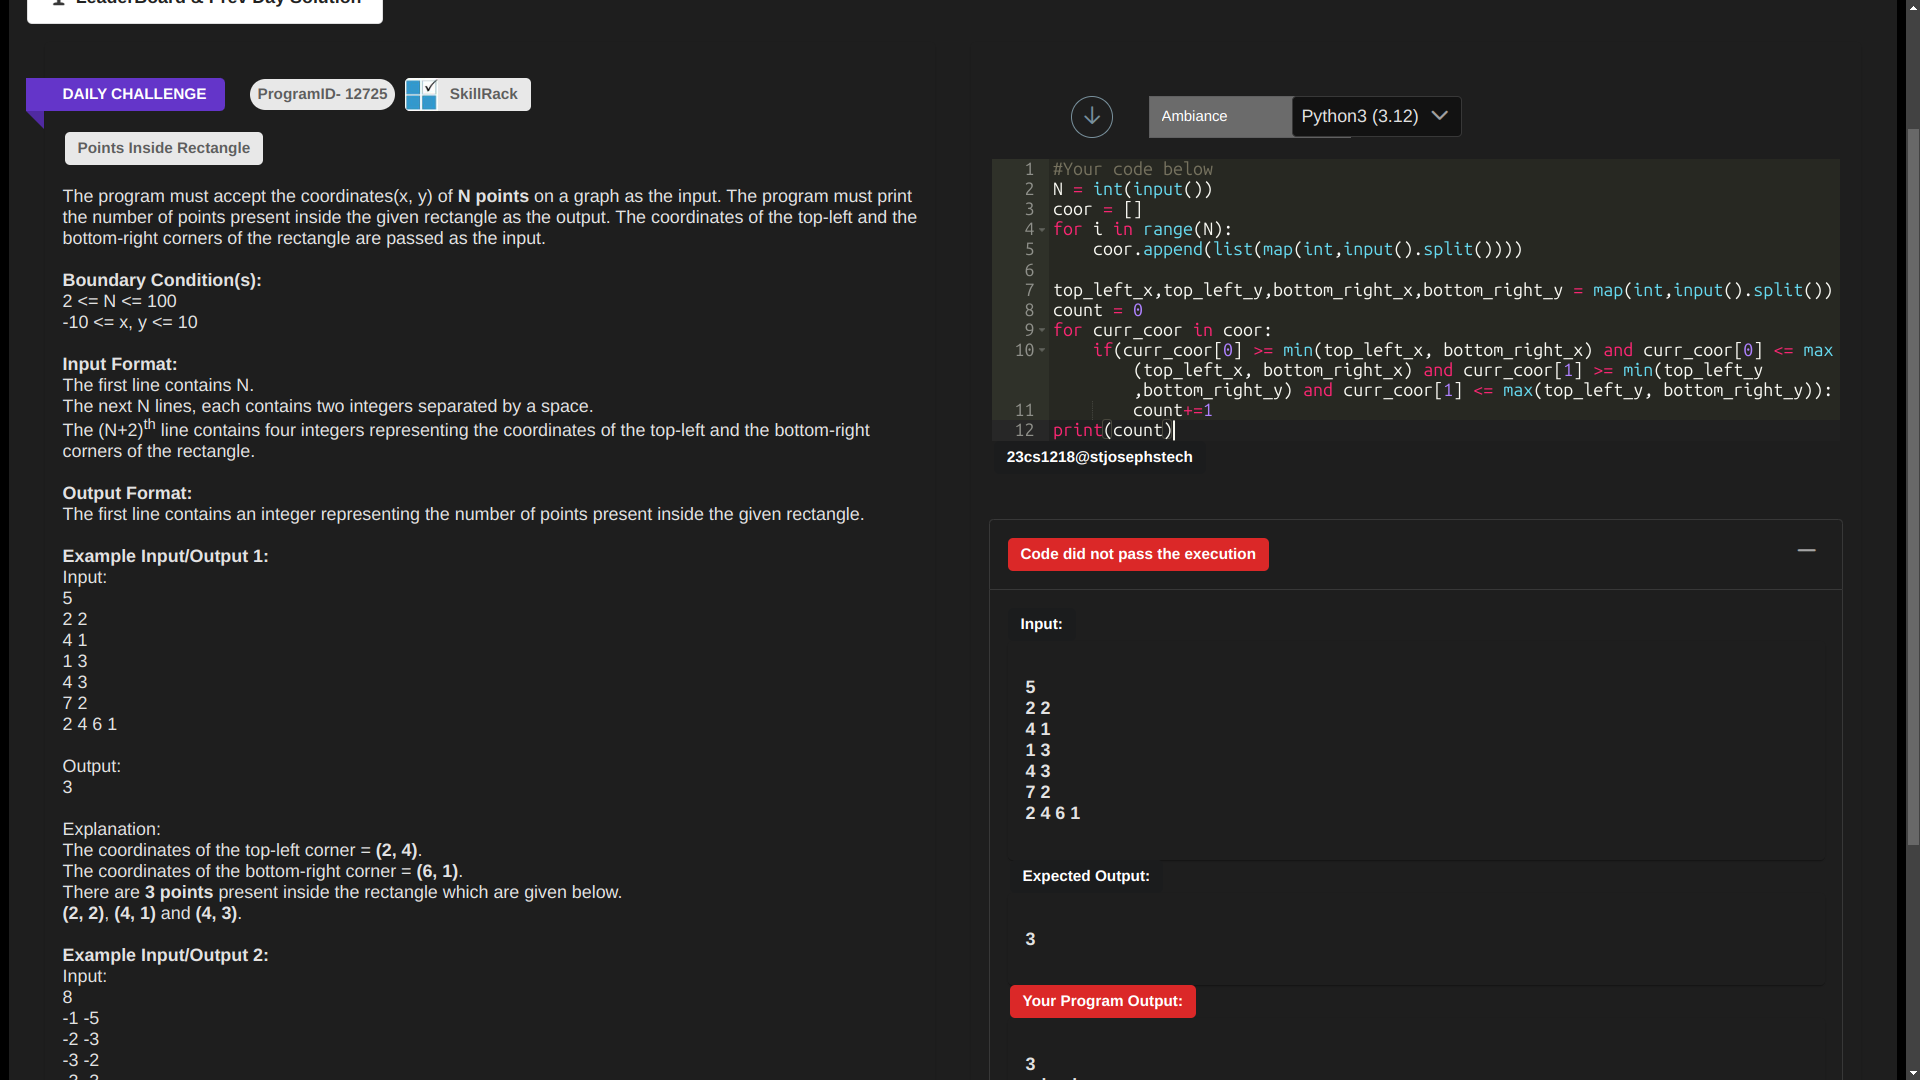 LeaderBoard & Prev Day Solution
DAILY CHALLENGE
ProgramID- 12725
SkillRack
Points Inside Rectangle
The program must accept the coordinates(x, y) of N points on a graph as the input. The program must print
the number of points present inside the given rectangle as the output. The coordinates of the top-left and the
bottom-right corners of the rectangle are passed as the input.
Boundary Condition(s):
2 <= N <= 100
-10 <= x, y <= 10
Input Format:
The first line contains N.
The next N lines, each contains two integers separated by a space.
The (N+2)th line contains four integers representing the coordinates of the top-left and the bottom-right
corners of the rectangle.
Output Format:
The first line contains an integer representing the number of points present inside the given rectangle.
Example Input/Output 1:
Input:
5
2 2
4 1
1 3
4 3
7 2
2 4 6 1
Output:
3
Explanation:
The coordinates of the top-left corner = (2, 4).
The coordinates of the bottom-right corner = (6, 1).
There are 3 points present inside the rectangle which are given below.
(2, 2), (4, 1) and (4, 3).
Example Input/Output 2:
Input:
8
-1 -5
-2 -3
-3 -2
Ambiance
Python3 (3.12)
1 #Your code below
2 N = int(input())
3 coor = []
4 for i in range(N):
5 coor.append(list(map(int,input().split())))
6
7 top_left_x,top_left_y,bottom_right_x,bottom_right_y = map(int,input().split())
8 count = 0
9 for curr_coor in coor:
10 if(curr_coor[0] >= min(top_left_x, bottom_right_x) and curr_coor[0] <= max
(top_left_x, bottom_right_x) and curr_coor[1] >= min(top_left_y
,bottom_right_y) and curr_coor[1] <= max(top_left_y, bottom_right_y)):
11 count+=1
12 print(count)
23cs1218@stjosephstech
Code did not pass the execution
Input:
5
2 2
4 1
1 3
4 3
7 2
2 4 6 1
Expected Output:
3
Your Program Output:
3